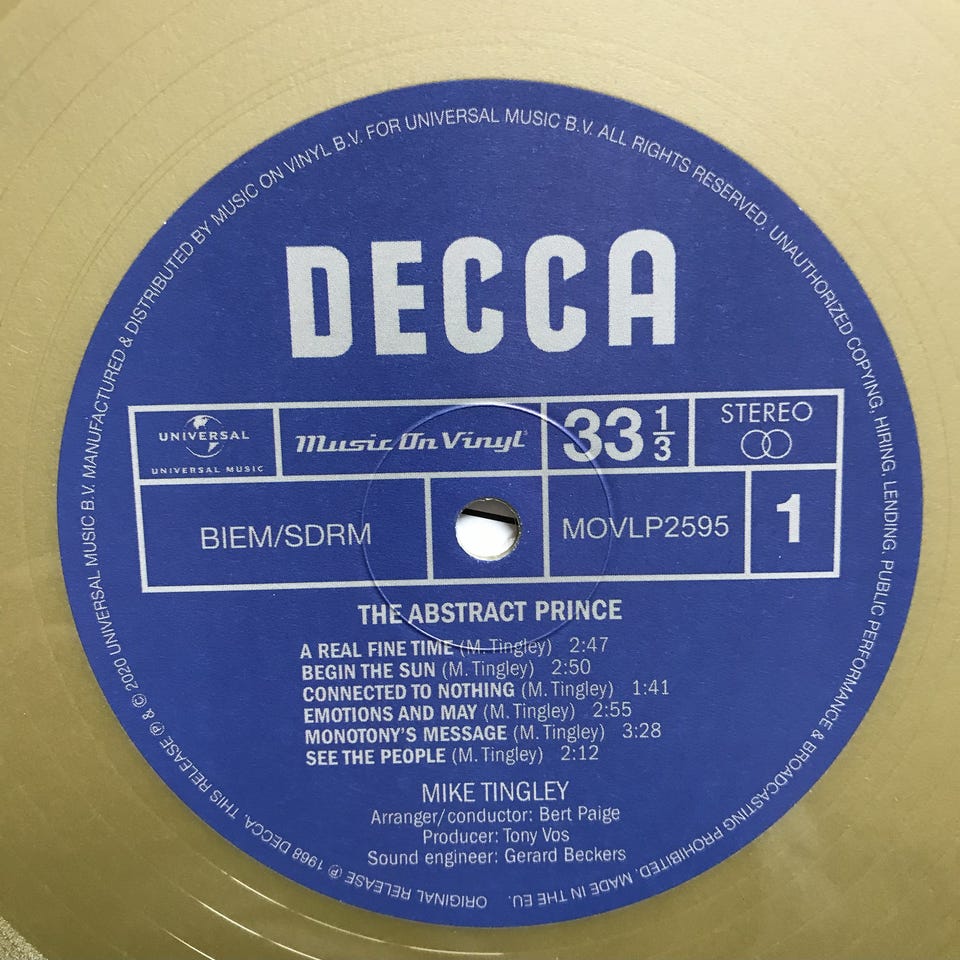 ORIGINAL RELEASE ℗ 1968 DECCA. THIS RELEASE ℗ & © 2020 UNIVERSAL MUSIC B.V. MANUFACTURED & DISTRIBUTED BY MUSIC ON VINYL B.V. FOR UNIVERSAL MUSIC B.V. ALL RIGHTS RESERVED. UNAUTHORIZED COPYING, HIRING, LENDING, PUBLIC PERFORMANCE & BROADCASTING PROHIBITED. MADE IN THE EU.
DECCA
UNIVERSAL
UNIVERSAL MUSIC
Music On Vinyl
33 1/3
STEREO
BIEM/SDRM
MOVLP2595
1
THE ABSTRACT PRINCE
A REAL FINE TIME (M. Tingley) 2:47
BEGIN THE SUN (M. Tingley) 2:50
CONNECTED TO NOTHING (M. Tingley) 1:41
EMOTIONS AND MAY (M. Tingley) 2:55
MONOTONY'S MESSAGE (M. Tingley) 3:28
SEE THE PEOPLE (M. Tingley) 2:12
MIKE TINGLEY
Arranger/conductor: Bert Paige
Producer: Tony Vos
Sound engineer: Gerard Beckers